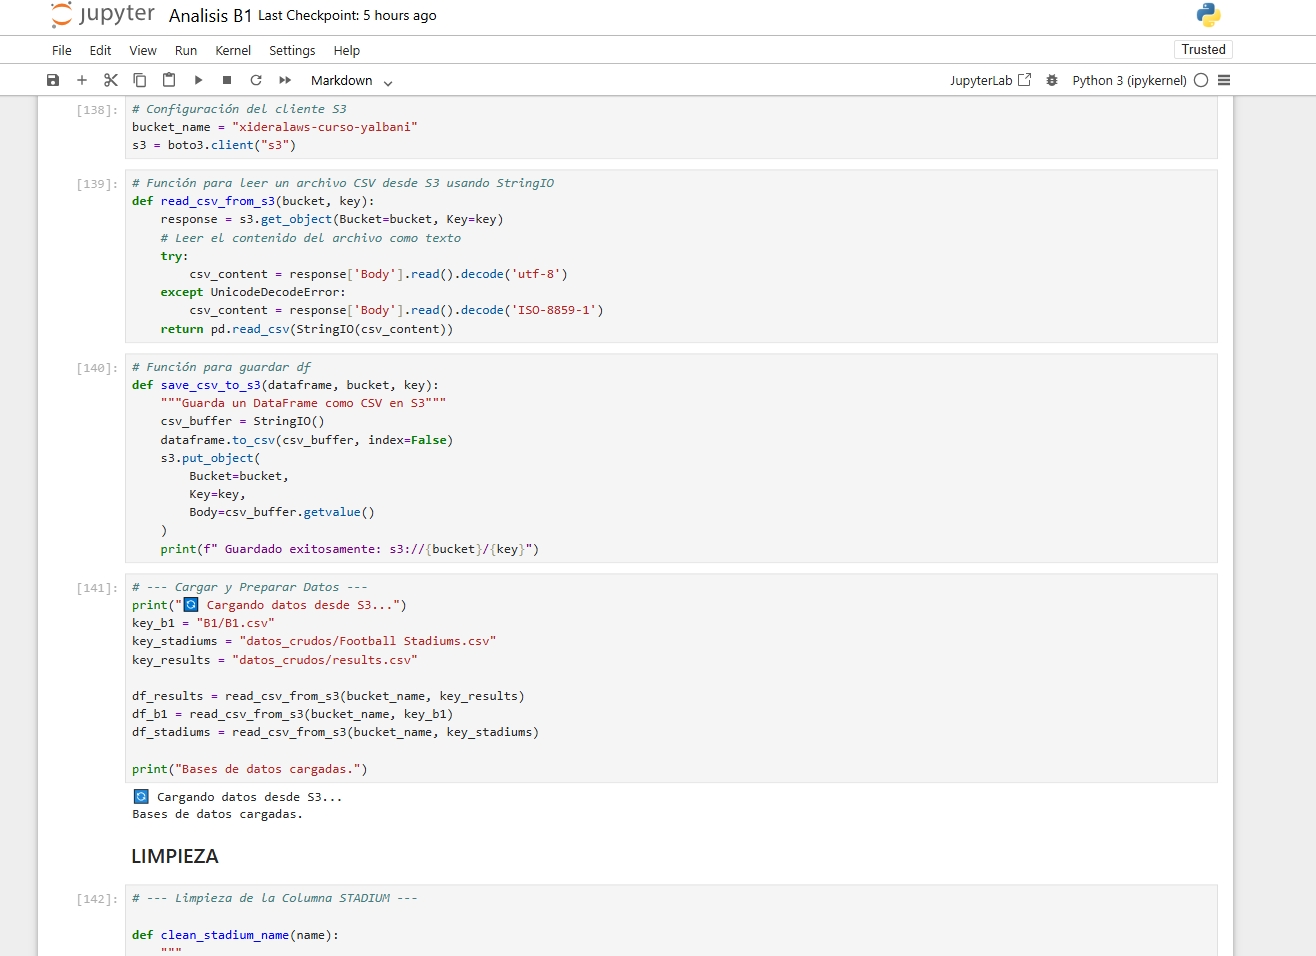 jupyter Analisis B1 Last Checkpoint: 5 hours ago
File Edit View Run Kernel Settings Help Trusted
Markdown JupyterLab Python 3 (ipykernel)
[138]: # Configuración del cliente S3
bucket_name = "xideralaws-curso-yalbani"
s3 = boto3.client("s3")
[139]: # Función para leer un archivo CSV desde S3 usando StringIO
def read_csv_from_s3(bucket, key):
    response = s3.get_object(Bucket=bucket, Key=key)
    # Leer el contenido del archivo como texto
    try:
        csv_content = response['Body'].read().decode('utf-8')
    except UnicodeDecodeError:
        csv_content = response['Body'].read().decode('ISO-8859-1')
    return pd.read_csv(StringIO(csv_content))
[140]: # Función para guardar df
def save_csv_to_s3(dataframe, bucket, key):
    """Guarda un DataFrame como CSV en S3"""
    csv_buffer = StringIO()
    dataframe.to_csv(csv_buffer, index=False)
    s3.put_object(
        Bucket=bucket,
        Key=key,
        Body=csv_buffer.getvalue()
    )
    print(f" Guardado exitosamente: s3://{bucket}/{key}")
[141]: # --- Cargar y Preparar Datos ---
print("🔄 Cargando datos desde S3...")
key_b1 = "B1/B1.csv"
key_stadiums = "datos_crudos/Football Stadiums.csv"
key_results = "datos_crudos/results.csv"
df_results = read_csv_from_s3(bucket_name, key_results)
df_b1 = read_csv_from_s3(bucket_name, key_b1)
df_stadiums = read_csv_from_s3(bucket_name, key_stadiums)
print("Bases de datos cargadas.")
🔄 Cargando datos desde S3...
Bases de datos cargadas.
LIMPIEZA
[142]: # --- Limpieza de la Columna STADIUM ---
def clean_stadium_name(name):
    """